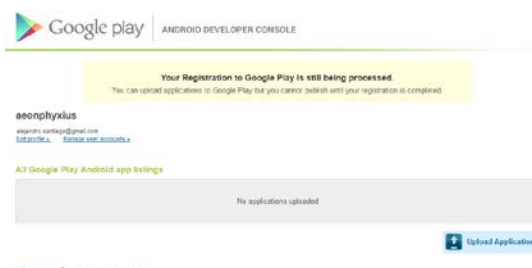 Google play
ANDROID DEVELOPER CONSOLE
Your Registration to Google Play is still being processed.
You can upload applications to Google Play but you cannot publish until your registration is completed.
aeonphyxius
alejandro.santiago@gmail.com
Edit profile » Manage user accounts »
All Google Play Android app listings
No applications uploaded
Upload Application